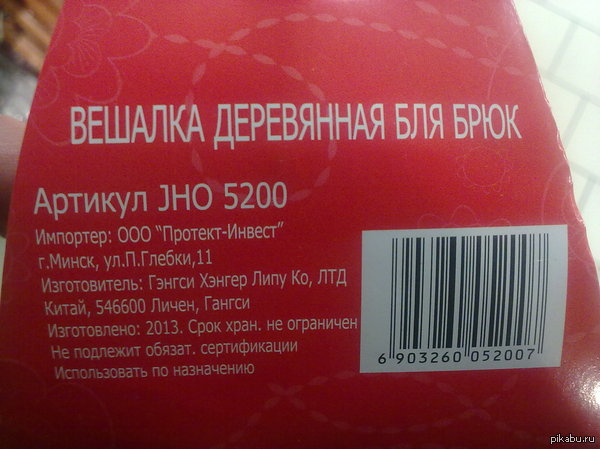 ВЕШАЛКА ДЕРЕВЯННАЯ БЛЯ БРЮК
Артикул JHO 5200
Импортер: ООО "Протект-Инвест"
г.Минск, ул.П.Глебки,11
Изготовитель: Гэнгси Хэнгер Липу Ко, ЛТД
Китай, 546600 Личен, Гангси
Изготовлено: 2013. Срок хран. не ограничен
Не подлежит обязат. сертификации
Использовать по назначению
6 903260 052007
pikabu.ru